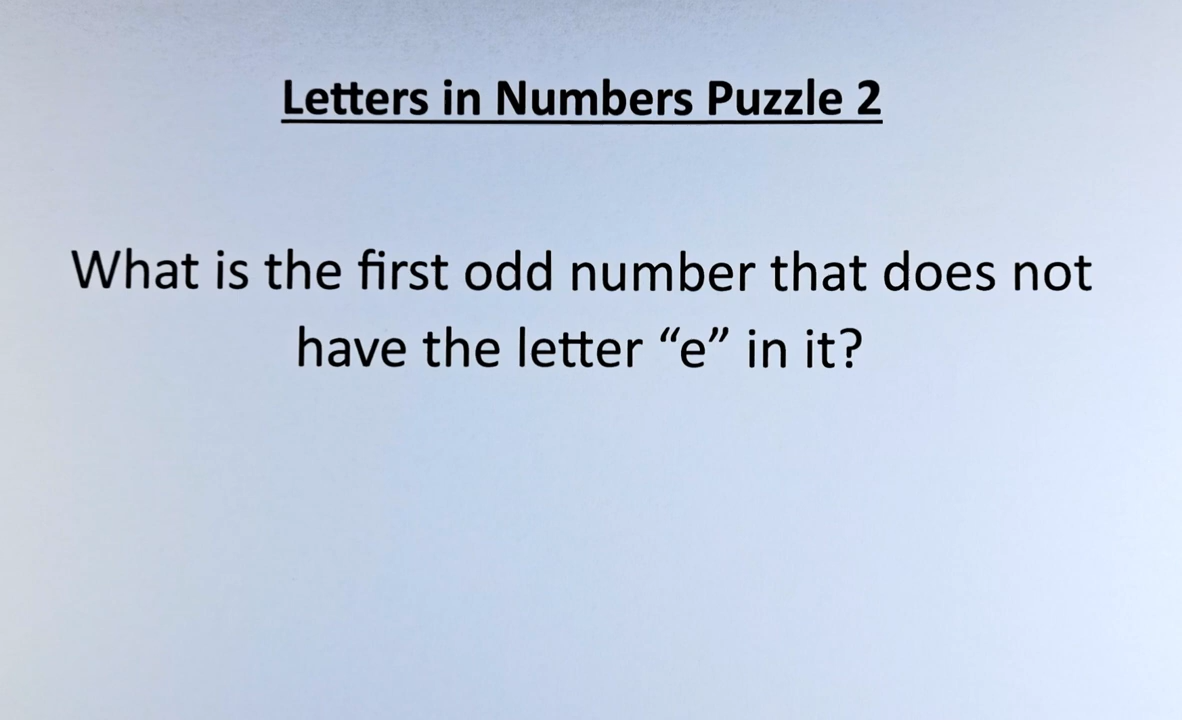 Letters in Numbers Puzzle 2
What is the first odd number that does not
have the letter “e” in it?